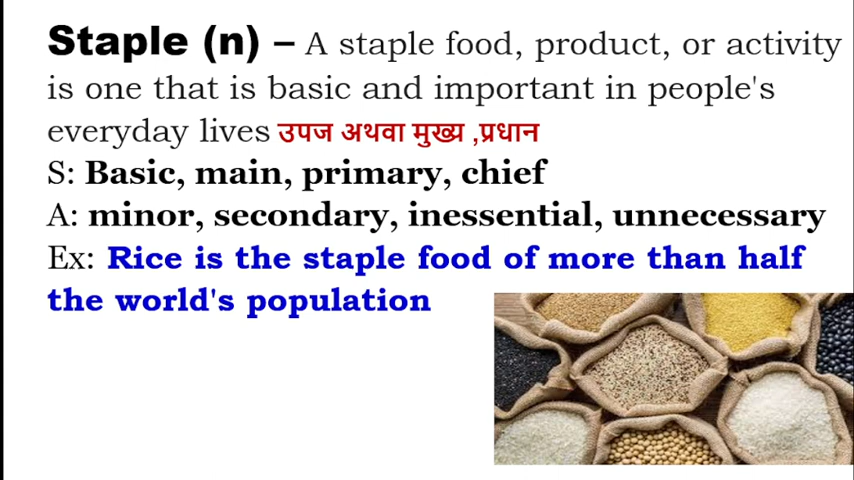 Staple (n) – A staple food, product, or activity
is one that is basic and important in people's
everyday lives उपज अथवा मुख्य ,प्रधान
S: Basic, main, primary, chief
A: minor, secondary, inessential, unnecessary
Ex: Rice is the staple food of more than half
the world's population